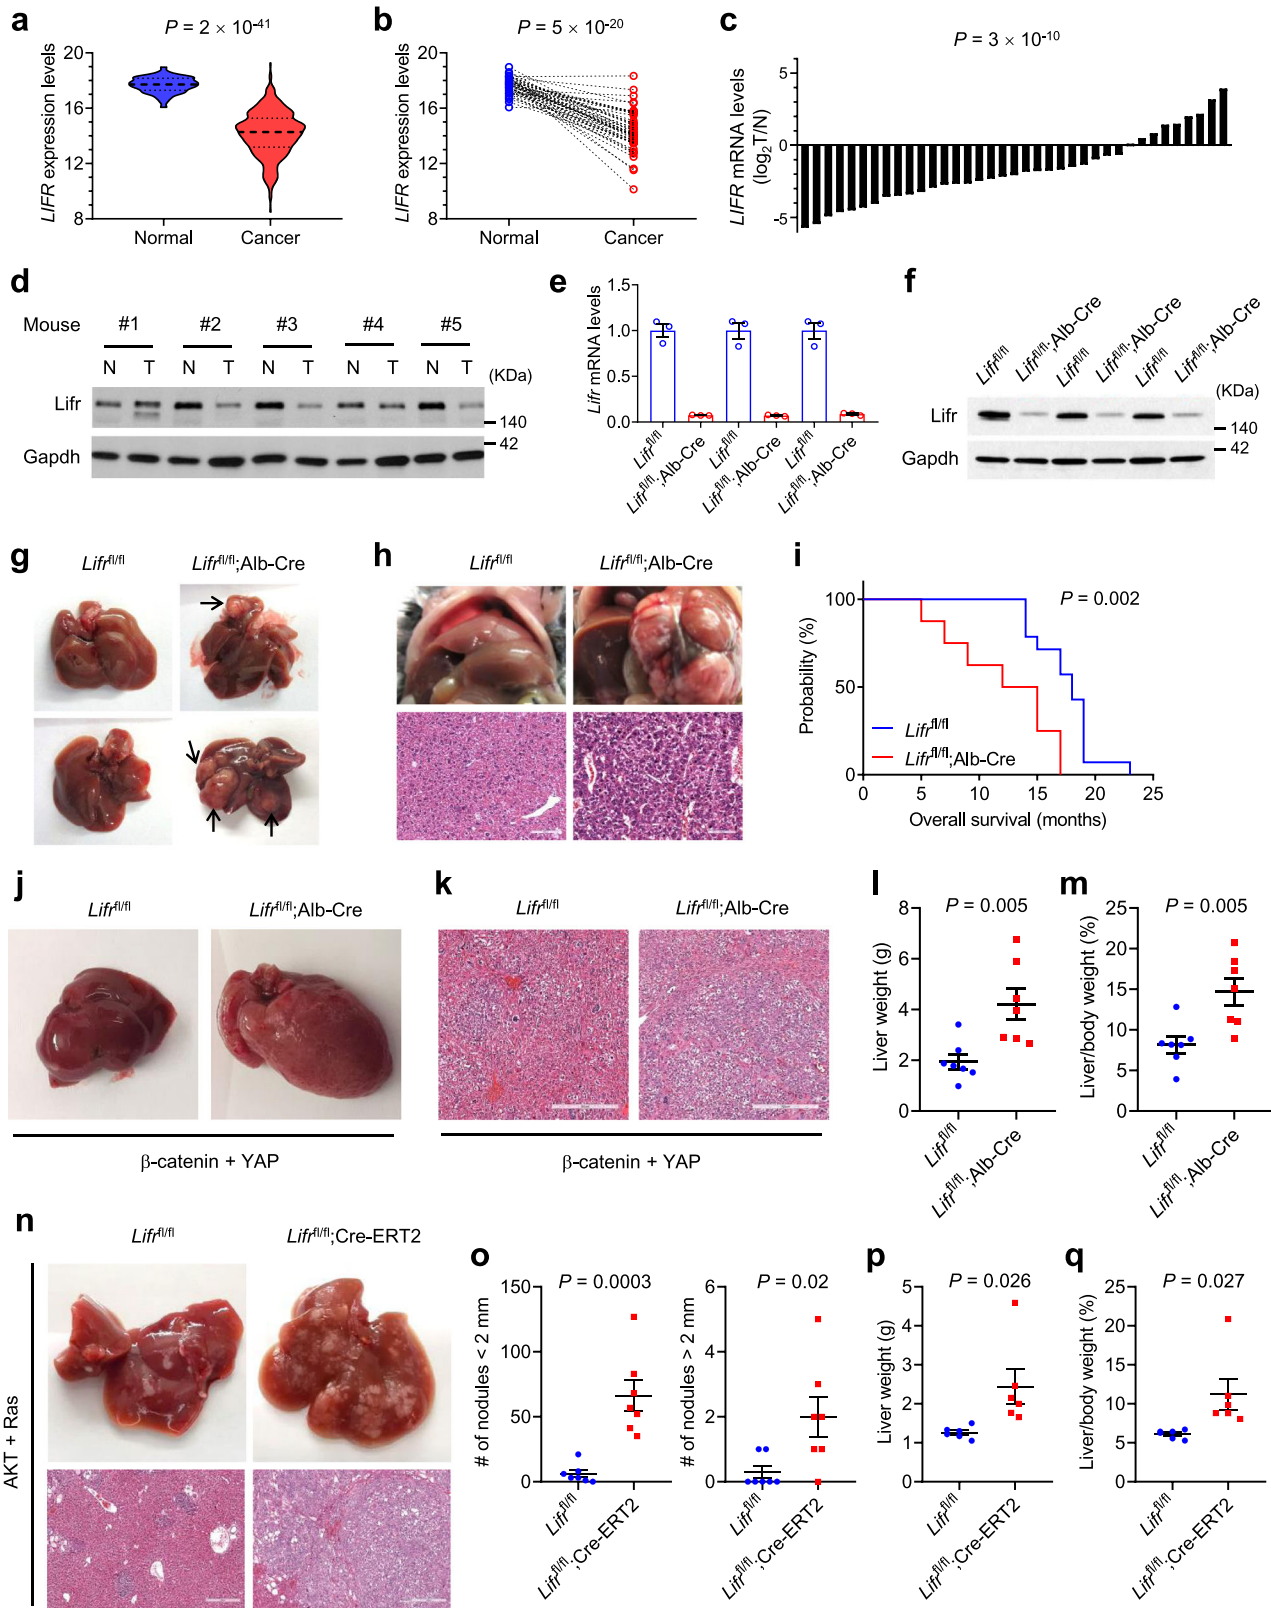 a
P = 2 × 10⁻⁴¹
LIFR expression levels
20
16
12
8
Normal
Cancer
b
P = 5 × 10⁻²⁰
LIFR expression levels
20
16
12
8
Normal
Cancer
c
P = 3 × 10⁻¹⁰
LIFR mRNA levels
(log₂T/N)
5
0
-5
d
Mouse
#1 #2 #3 #4 #5
N T N T N T N T N T
(KDa)
Lifr
140
42
Gapdh
e
Lifr mRNA levels
1.5
1.0
0.5
0.0
Lifrfl/fl
Lifrfl/fl;Alb-Cre
Lifrfl/fl
Lifrfl/fl;Alb-Cre
Lifrfl/fl
Lifrfl/fl;Alb-Cre
f
Lifrfl/fl
Lifrfl/fl;Alb-Cre
Lifrfl/fl
Lifrfl/fl;Alb-Cre
Lifrfl/fl
Lifrfl/fl;Alb-Cre
(KDa)
Lifr
140
42
Gapdh
g
Lifrfl/fl
Lifrfl/fl;Alb-Cre
h
Lifrfl/fl
Lifrfl/fl;Alb-Cre
i
P = 0.002
Probability (%)
100
50
0
Lifrfl/fl
Lifrfl/fl;Alb-Cre
0 5 10 15 20 25
Overall survival (months)
j
Lifrfl/fl
Lifrfl/fl;Alb-Cre
β-catenin + YAP
k
Lifrfl/fl
Lifrfl/fl;Alb-Cre
β-catenin + YAP
l
P = 0.005
Liver weight (g)
8
6
4
2
0
Lifrfl/fl
Lifrfl/fl;Alb-Cre
m
P = 0.005
Liver/body weight (%)
25
20
15
10
5
0
Lifrfl/fl
Lifrfl/fl;Alb-Cre
n
Lifrfl/fl
Lifrfl/fl;Cre-ERT2
AKT + Ras
o
P = 0.0003
# of nodules < 2 mm
150
100
50
0
Lifrfl/fl
Lifrfl/fl;Cre-ERT2
P = 0.02
# of nodules > 2 mm
6
4
2
0
Lifrfl/fl
Lifrfl/fl;Cre-ERT2
p
P = 0.026
Liver weight (g)
5
4
3
2
1
0
Lifrfl/fl
Lifrfl/fl;Cre-ERT2
q
P = 0.027
Liver/body weight (%)
25
20
15
10
5
0
Lifrfl/fl
Lifrfl/fl;Cre-ERT2